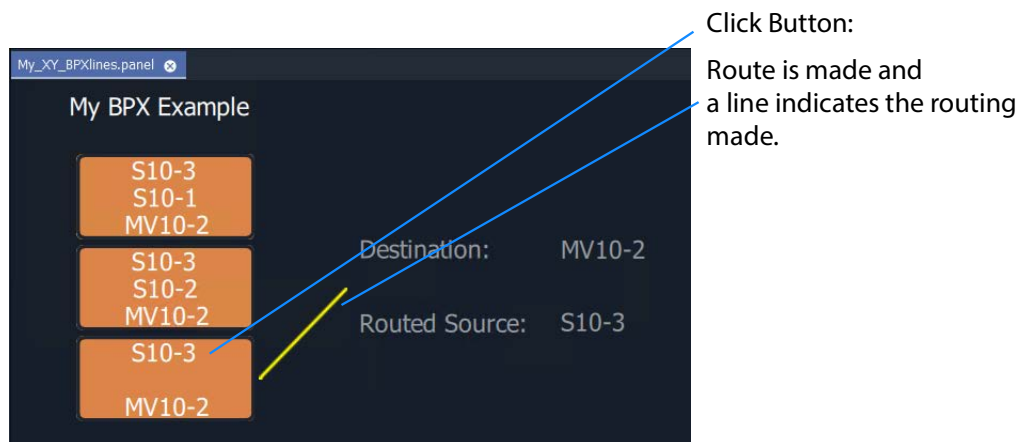 Click Button:
Route is made and
a line indicates the routing
made.
My_XY_BPXlines.panel
My BPX Example
S10-3
S10-1
MV10-2
S10-3
S10-2
MV10-2
S10-3
MV10-2
Destination: MV10-2
Routed Source: S10-3